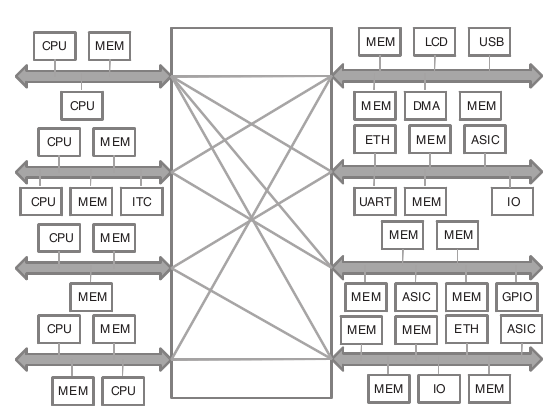 CPU MEM
CPU
CPU MEM
CPU MEM ITC
CPU MEM
MEM
CPU MEM
MEM CPU
MEM LCD USB
MEM DMA MEM
ETH MEM ASIC
UART MEM IO
MEM MEM
MEM ASIC MEM GPIO
MEM MEM ETH ASIC
MEM IO MEM